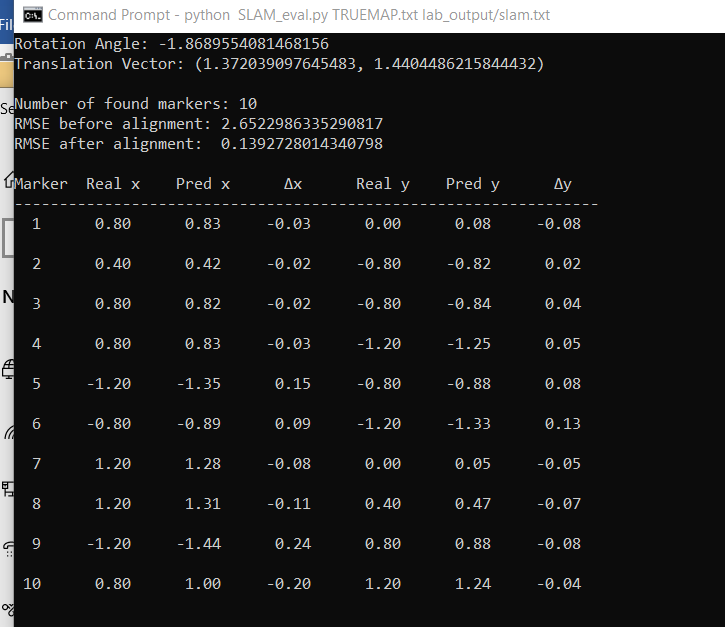 Command Prompt - python  SLAM_eval.py TRUEMAP.txt lab_output/slam.txt
Rotation Angle: -1.8689554081468156
Translation Vector: (1.372039097645483, 1.4404486215844432)
Number of found markers: 10
RMSE before alignment: 2.6522986335290817
RMSE after alignment:  0.1392728014340798
Marker  Real x    Pred x      Δx      Real y    Pred y      Δy
-----------------------------------------------------------------
1      0.80      0.83     -0.03      0.00      0.08     -0.08
2      0.40      0.42     -0.02     -0.80     -0.82      0.02
3      0.80      0.82     -0.02     -0.80     -0.84      0.04
4      0.80      0.83     -0.03     -1.20     -1.25      0.05
5     -1.20     -1.35      0.15     -0.80     -0.88      0.08
6     -0.80     -0.89      0.09     -1.20     -1.33      0.13
7      1.20      1.28     -0.08      0.00      0.05     -0.05
8      1.20      1.31     -0.11      0.40      0.47     -0.07
9     -1.20     -1.44      0.24      0.80      0.88     -0.08
10      0.80      1.00     -0.20      1.20      1.24     -0.04